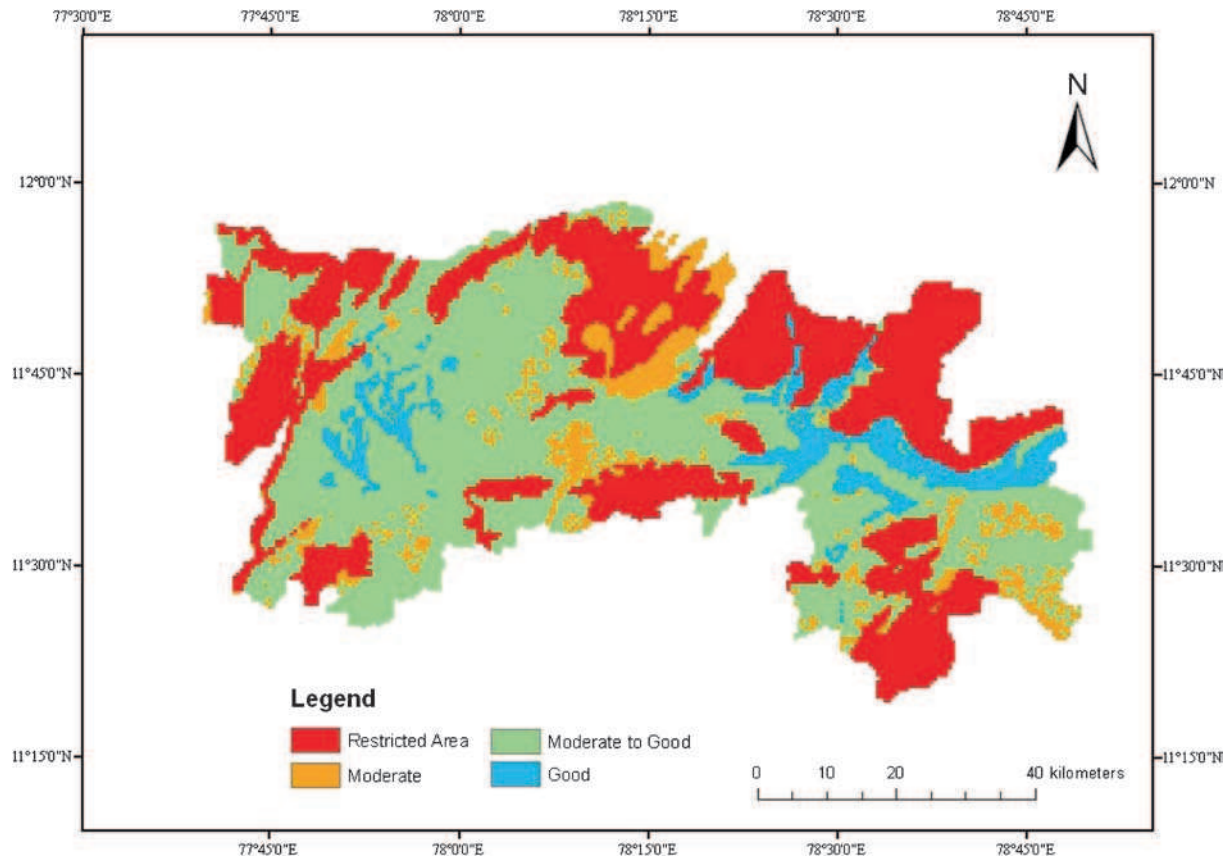 77°30'0"E 77°45'0"E 78°0'0"E 78°15'0"E 78°30'0"E 78°45'0"E
N
12°0'0"N 12°0'0"N
11°45'0"N 11°45'0"N
11°30'0"N 11°30'0"N
Legend
Restricted Area Moderate to Good
Moderate Good
11°15'0"N 11°15'0"N
0 10 20 40 kilometers
77°45'0"E 78°0'0"E 78°15'0"E 78°30'0"E 78°45'0"E